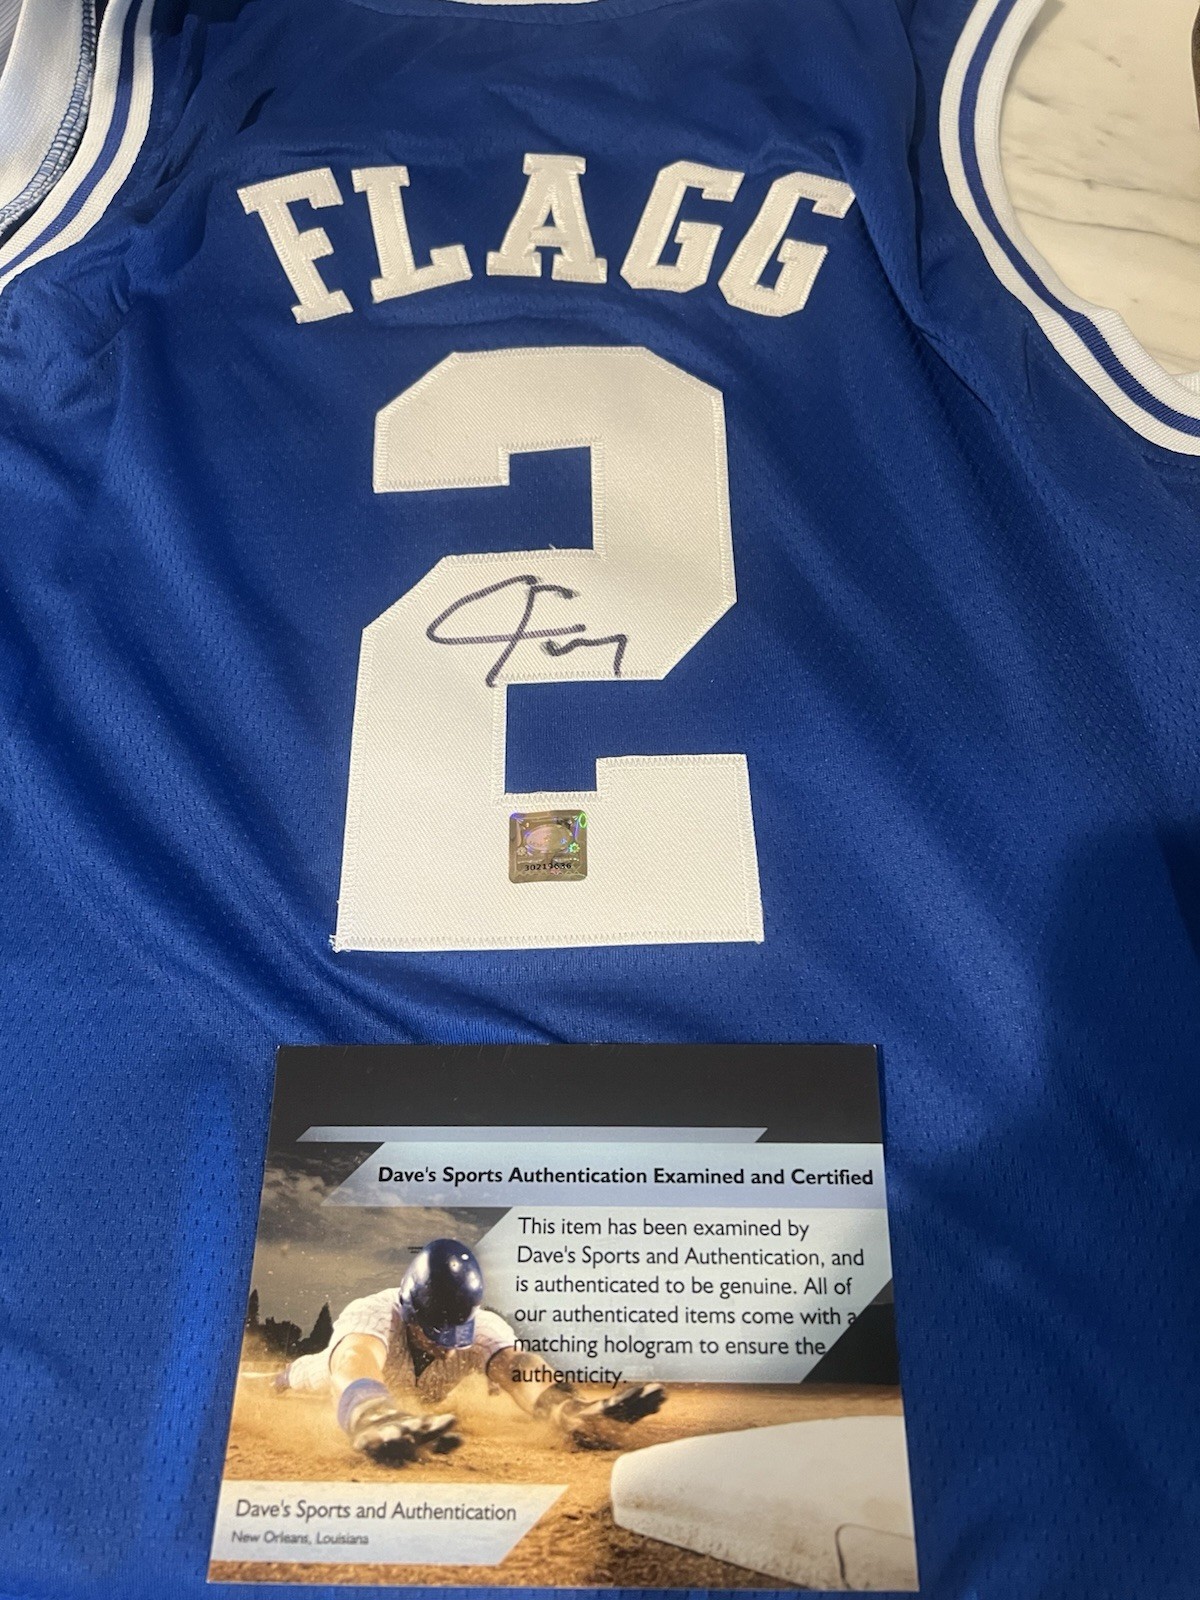 FLAGG
2
Dave's Sports Authentication Examined and Certified
This item has been examined by
Dave's Sports and Authentication, and
is authenticated to be genuine. All of
our authenticated items come with a
matching hologram to ensure the
authenticity.
Dave's Sports and Authentication
New Orleans, Louisiana